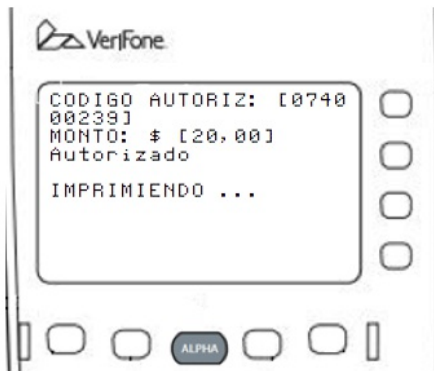 VeriFone
CODIGO AUTORIZ: [0740
00239]
MONTO: $ [20,00]
Autorizado
IMPRIMIENDO ...
ALPHA